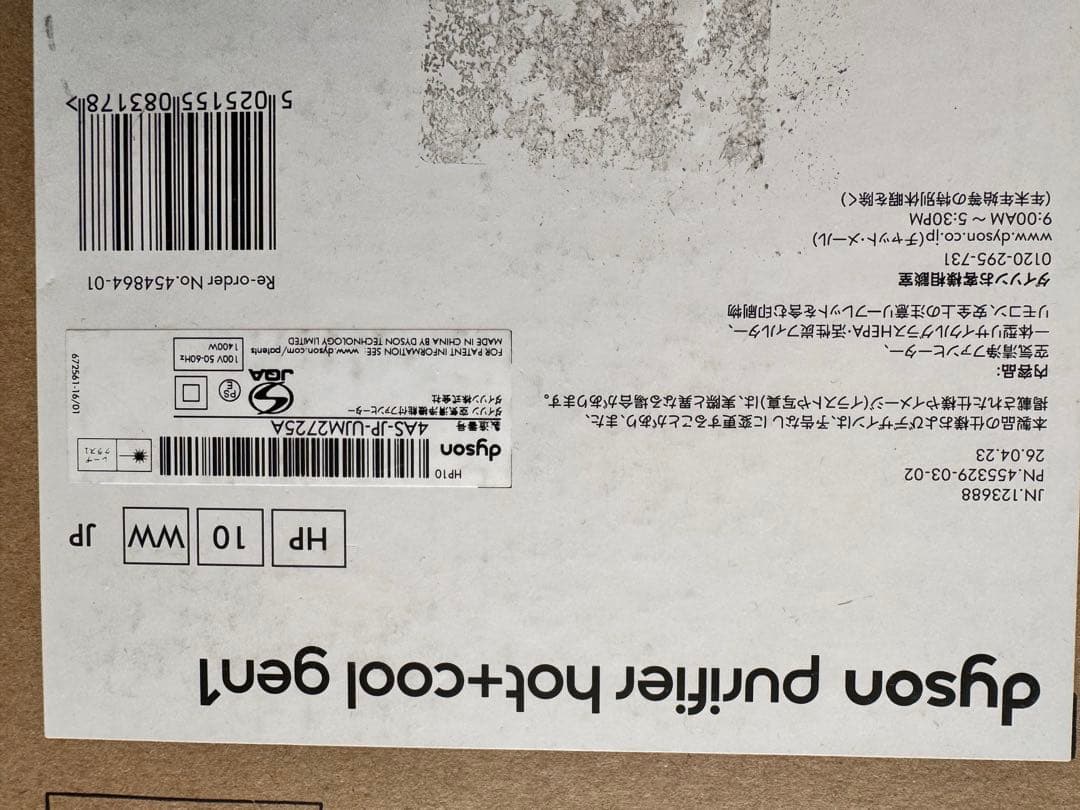 dyson purifier hot+cool gen1
HP 10 WW JP
JN.123688
PN.455329-03-02
26.04.23
本製品の仕様およびデザインは、予告なしに変更することがあり、また、
掲載された仕様やイメージ(イラストや写真)は、実際と異なる場合があります。
内容品:
空気清浄ファンヒーター、
一体型リサイクルグラスHEPA・活性炭フィルター、
リモコン、安全上の注意リーフレットを含む印刷物
ダイソンお客様相談室
0120-295-731
www.dyson.co.jp(チャット・メール)
9:00AM ~ 5:30PM
(年末年始等の特別休暇を除く)
HP10
dyson
製造番号 4AS-JP-UJM2725A
ダイソン 空気清浄機能付ファンヒーター
ダイソン株式会社
PS
E
JQA
FOR PATENT INFORMATION SEE: www.dyson.com/patents
MADE IN CHINA BY DYSON TECHNOLOGY LIMITED
100V 50-60Hz
1400W
レーザ
クラス1
672561-16/01
Re-order No.454864-01
5 025155 083178 >